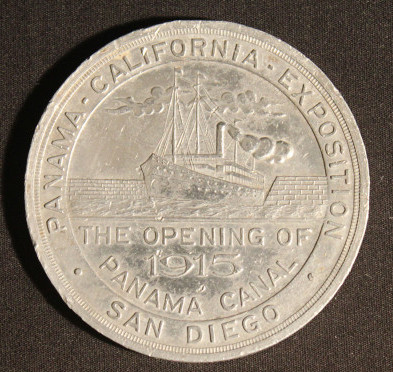 PANAMA-CALIFORNIA-EXPOSITION
THE OPENING OF
1915
PANAMA CANAL
· SAN DIEGO ·